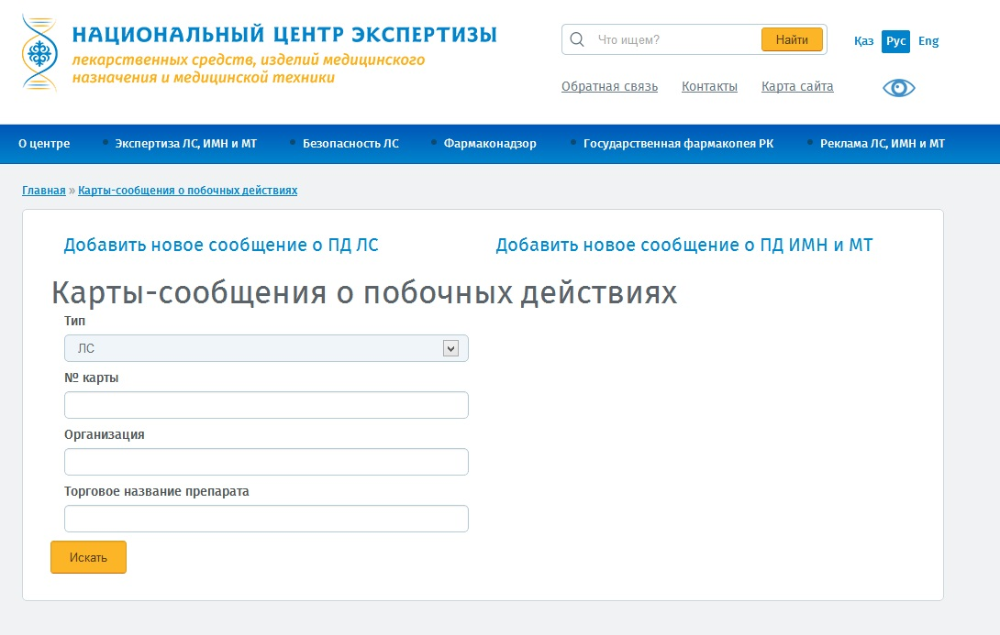 НАЦИОНАЛЬНЫЙ ЦЕНТР ЭКСПЕРТИЗЫ
лекарственных средств, изделий медицинского
назначения и медицинской техники
Что ищем?
Найти
Қаз Рус Eng
Обратная связь Контакты Карта сайта
О центре • Экспертиза ЛС, ИМН и МТ • Безопасность ЛС • Фармаконадзор • Государственная фармакопея РК • Реклама ЛС, ИМН и МТ
Главная » Карты-сообщения о побочных действиях
Добавить новое сообщение о ПД ЛС Добавить новое сообщение о ПД ИМН и МТ
Карты-сообщения о побочных действиях
Тип
ЛС
№ карты
Организация
Торговое название препарата
Искать